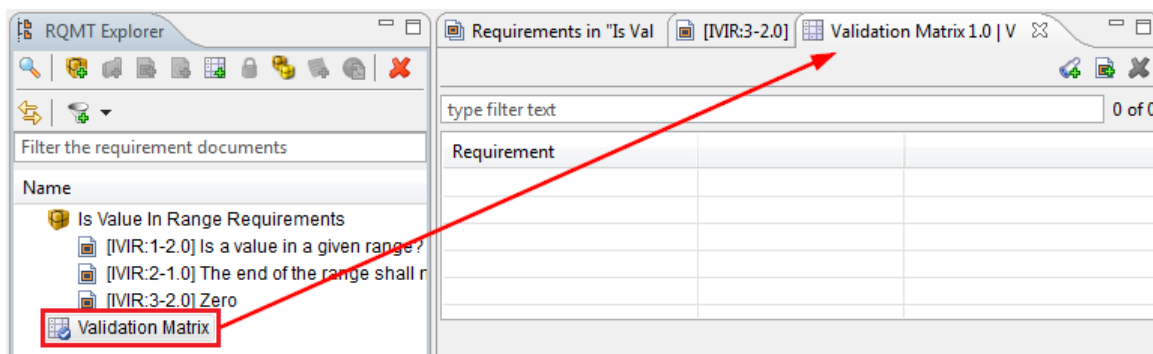 RQMT Explorer
Filter the requirement documents
Name
Is Value In Range Requirements
[IVIR:1-2.0] Is a value in a given range?
[IVIR:2-1.0] The end of the range shall r
[IVIR:3-2.0] Zero
Validation Matrix
Requirements in "Is Val [IVIR:3-2.0] Validation Matrix 1.0 | V
type filter text 0 of 0
Requirement